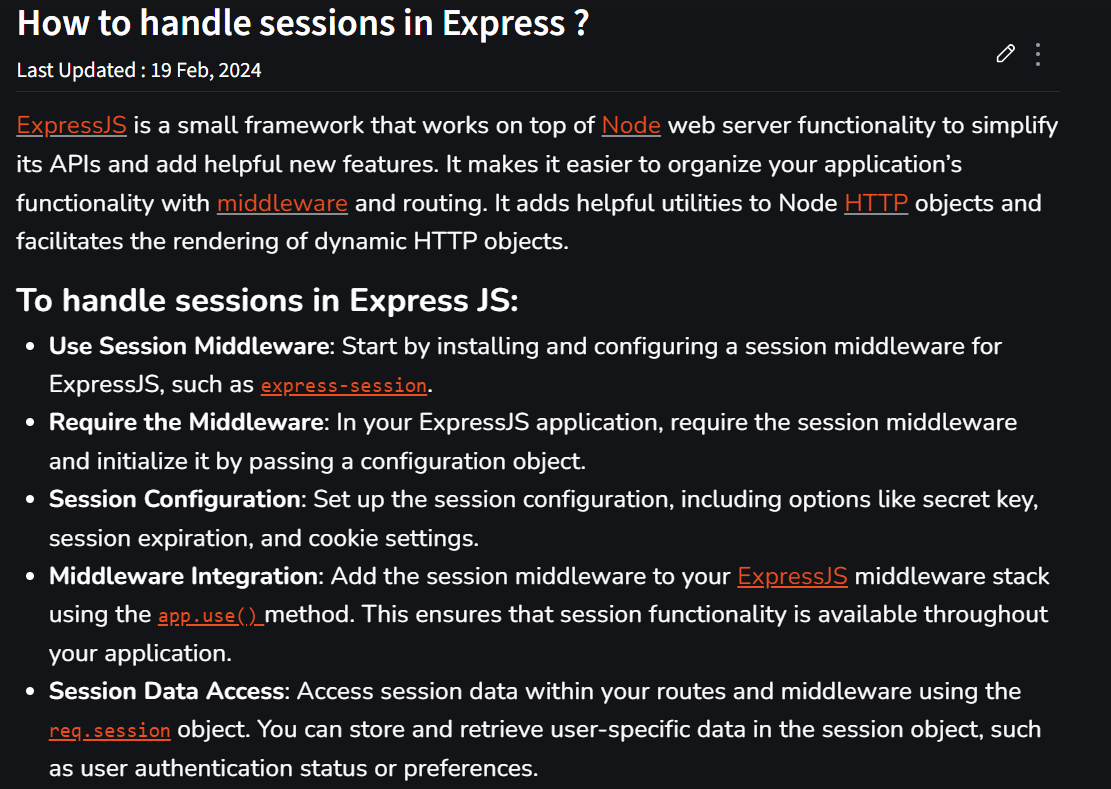 How to handle sessions in Express ?
Last Updated : 19 Feb, 2024
ExpressJS is a small framework that works on top of Node web server functionality to simplify
its APIs and add helpful new features. It makes it easier to organize your application’s
functionality with middleware and routing. It adds helpful utilities to Node HTTP objects and
facilitates the rendering of dynamic HTTP objects.
To handle sessions in Express JS:
• Use Session Middleware: Start by installing and configuring a session middleware for
ExpressJS, such as express-session.
• Require the Middleware: In your ExpressJS application, require the session middleware
and initialize it by passing a configuration object.
• Session Configuration: Set up the session configuration, including options like secret key,
session expiration, and cookie settings.
• Middleware Integration: Add the session middleware to your ExpressJS middleware stack
using the app.use() method. This ensures that session functionality is available throughout
your application.
• Session Data Access: Access session data within your routes and middleware using the
req.session object. You can store and retrieve user-specific data in the session object, such
as user authentication status or preferences.